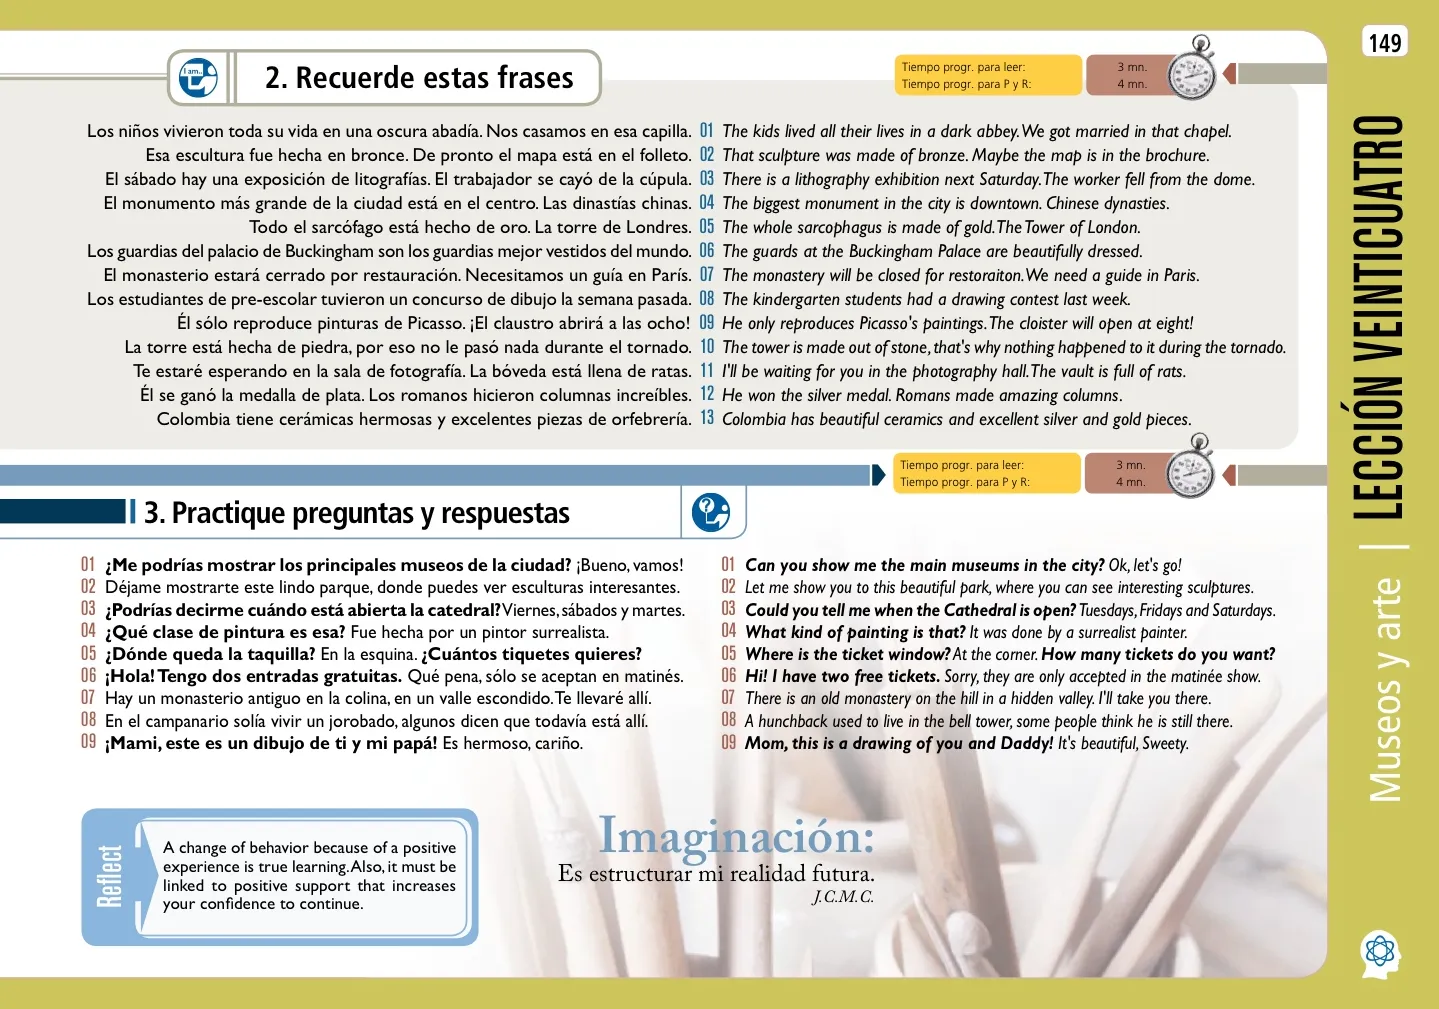 149
I am..
2. Recuerde estas frases
Tiempo progr. para leer: 3 mn.
Tiempo progr. para P y R: 4 mn.
Los niños vivieron toda su vida en una oscura abadía. Nos casamos en esa capilla. 01 The kids lived all their lives in a dark abbey. We got married in that chapel.
Esa escultura fue hecha en bronce. De pronto el mapa está en el folleto. 02 That sculpture was made of bronze. Maybe the map is in the brochure.
El sábado hay una exposición de litografías. El trabajador se cayó de la cúpula. 03 There is a lithography exhibition next Saturday. The worker fell from the dome.
El monumento más grande de la ciudad está en el centro. Las dinastías chinas. 04 The biggest monument in the city is downtown. Chinese dynasties.
Todo el sarcófago está hecho de oro. La torre de Londres. 05 The whole sarcophagus is made of gold. The Tower of London.
Los guardias del palacio de Buckingham son los guardias mejor vestidos del mundo. 06 The guards at the Buckingham Palace are beautifully dressed.
El monasterio estará cerrado por restauración. Necesitamos un guía en París. 07 The monastery will be closed for restoraiton. We need a guide in Paris.
Los estudiantes de pre-escolar tuvieron un concurso de dibujo la semana pasada. 08 The kindergarten students had a drawing contest last week.
Él sólo reproduce pinturas de Picasso. ¡El claustro abrirá a las ocho! 09 He only reproduces Picasso's paintings. The cloister will open at eight!
La torre está hecha de piedra, por eso no le pasó nada durante el tornado. 10 The tower is made out of stone, that's why nothing happened to it during the tornado.
Te estaré esperando en la sala de fotografía. La bóveda está llena de ratas. 11 I'll be waiting for you in the photography hall. The vault is full of rats.
Él se ganó la medalla de plata. Los romanos hicieron columnas increíbles. 12 He won the silver medal. Romans made amazing columns.
Colombia tiene cerámicas hermosas y excelentes piezas de orfebrería. 13 Colombia has beautiful ceramics and excellent silver and gold pieces.
Tiempo progr. para leer: 3 mn.
Tiempo progr. para P y R: 4 mn.
3. Practique preguntas y respuestas
01 ¿Me podrías mostrar los principales museos de la ciudad? ¡Bueno, vamos!
02 Déjame mostrarte este lindo parque, donde puedes ver esculturas interesantes.
03 ¿Podrías decirme cuándo está abierta la catedral? Viernes, sábados y martes.
04 ¿Qué clase de pintura es esa? Fue hecha por un pintor surrealista.
05 ¿Dónde queda la taquilla? En la esquina. ¿Cuántos tiquetes quieres?
06 ¡Hola! Tengo dos entradas gratuitas. Qué pena, sólo se aceptan en matinés.
07 Hay un monasterio antiguo en la colina, en un valle escondido. Te llevaré allí.
08 En el campanario solía vivir un jorobado, algunos dicen que todavía está allí.
09 ¡Mami, este es un dibujo de ti y mi papá! Es hermoso, cariño.
01 Can you show me the main museums in the city? Ok, let's go!
02 Let me show you to this beautiful park, where you can see interesting sculptures.
03 Could you tell me when the Cathedral is open? Tuesdays, Fridays and Saturdays.
04 What kind of painting is that? It was done by a surrealist painter.
05 Where is the ticket window? At the corner. How many tickets do you want?
06 Hi! I have two free tickets. Sorry, they are only accepted in the matinée show.
07 There is an old monastery on the hill in a hidden valley. I'll take you there.
08 A hunchback used to live in the bell tower, some people think he is still there.
09 Mom, this is a drawing of you and Daddy! It's beautiful, Sweety.
Reflect
A change of behavior because of a positive
experience is true learning. Also, it must be
linked to positive support that increases
your confidence to continue.
Imaginación:
Es estructurar mi realidad futura.
J.C.M.C.
Museos y arte | LECCIÓN VEINTICUATRO